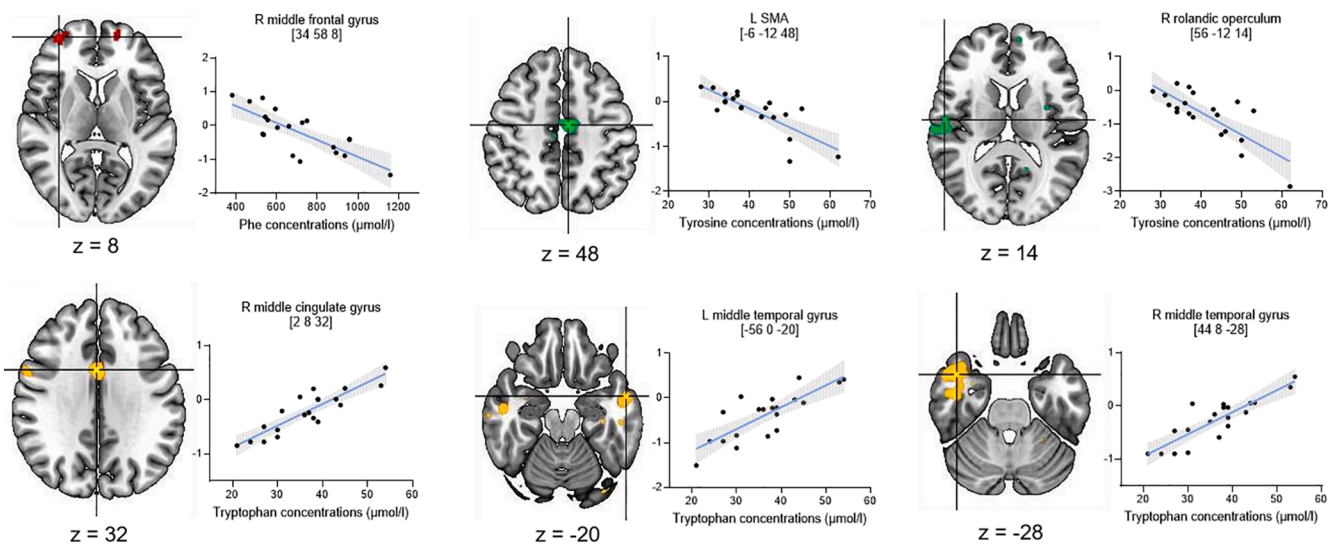 R middle frontal gyrus
[34 58 8]
2
1
0
-1
-2
400 600 800 1000 1200
Phe concentrations (µmol/l)
z = 8
L SMA
[-6 -12 48]
1
0
-1
-2
20 30 40 50 60 70
Tyrosine concentrations (µmol/l)
z = 48
R rolandic operculum
[56 -12 14]
1
0
-1
-2
-3
20 30 40 50 60 70
Tyrosine concentrations (µmol/l)
z = 14
R middle cingulate gyrus
[2 8 32]
1
0
-1
20 30 40 50 60
Tryptophan concentrations (µmol/l)
z = 32
L middle temporal gyrus
[-56 0 -20]
1
0
-1
-2
20 30 40 50 60
Tryptophan concentrations (µmol/l)
z = -20
R middle temporal gyrus
[44 8 -28]
1
0
-1
20 30 40 50 60
Tryptophan concentrations (µmol/l)
z = -28